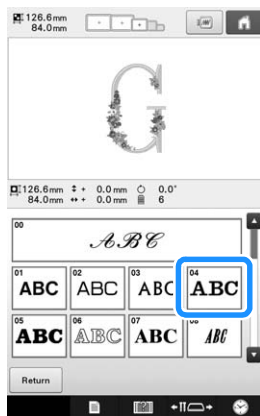 126.6mm
84.0mm
G
126.6mm + 0.0mm 0.0°
84.0mm + 0.0mm 6
00 ABC
01 ABC
02 ABC
03 ABC
04 ABC
05 ABC
06 ABC
07 ABC
08 ABC
Return